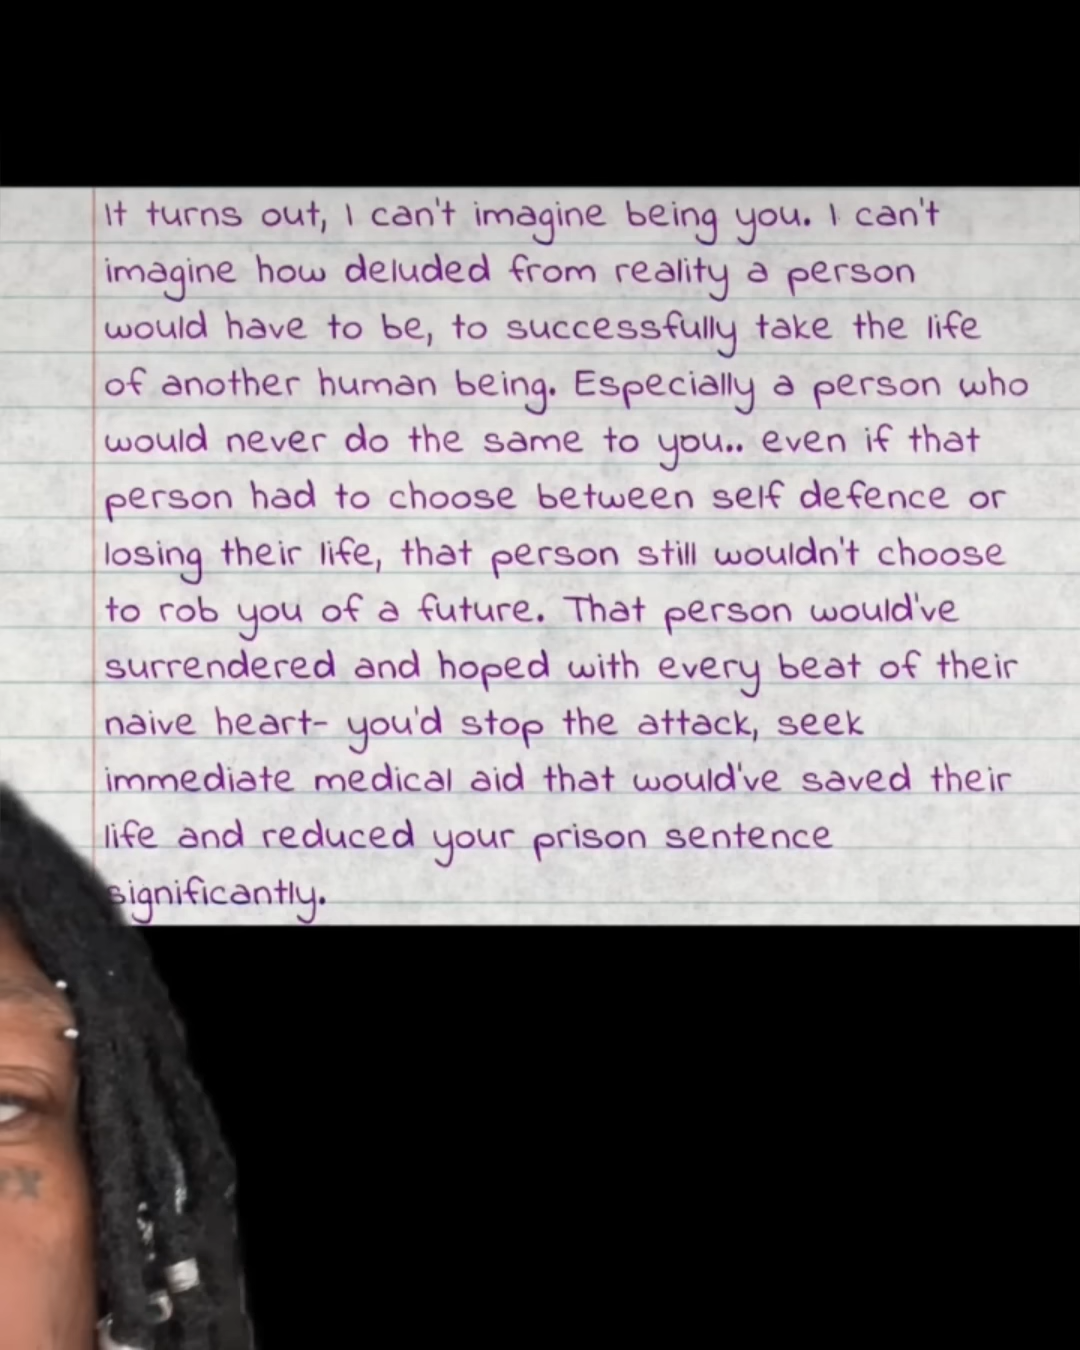 It turns out, I can't imagine being you. I can't
imagine how deluded from reality a person
would have to be, to successfully take the life
of another human being. Especially a person who
would never do the same to you.. even if that
person had to choose between self defence or
losing their life, that person still wouldn't choose
to rob you of a future. That person would've
surrendered and hoped with every beat of their
naive heart- you'd stop the attack, seek
immediate medical aid that would've saved their
life and reduced your prison sentence
significantly.